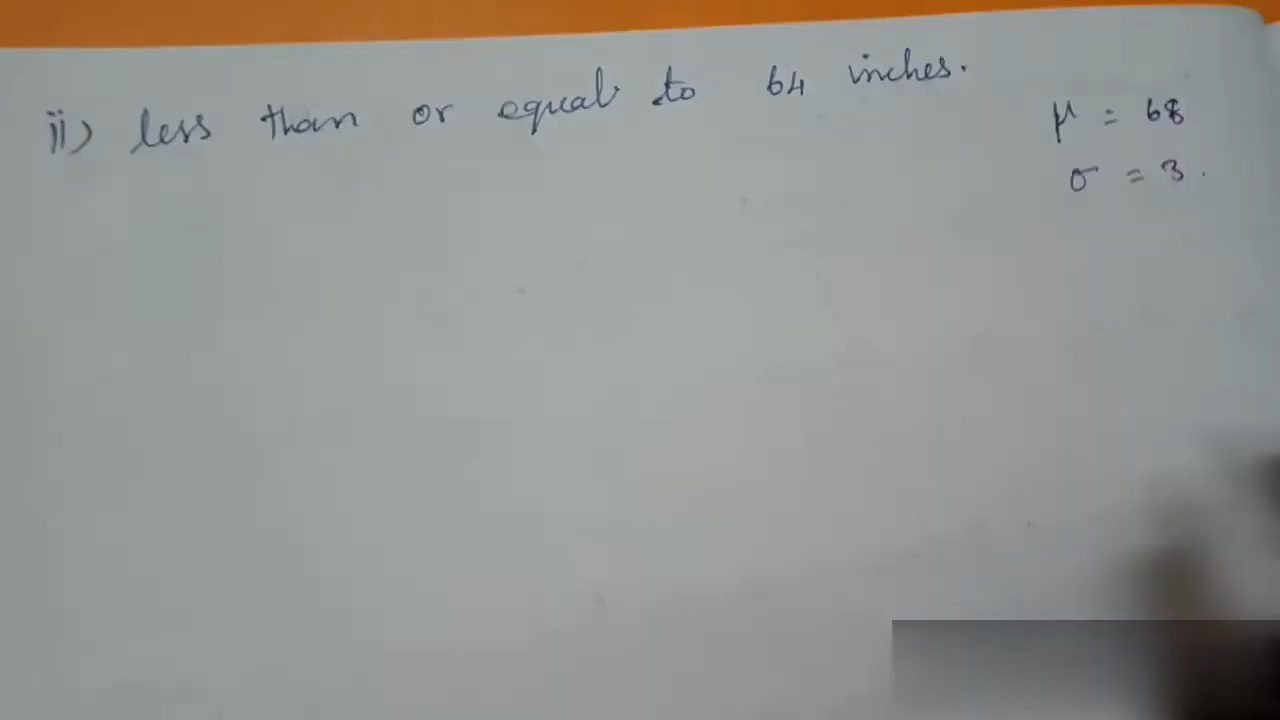 ii) less than or equal to 64 inches.
μ = 68
σ = 3.